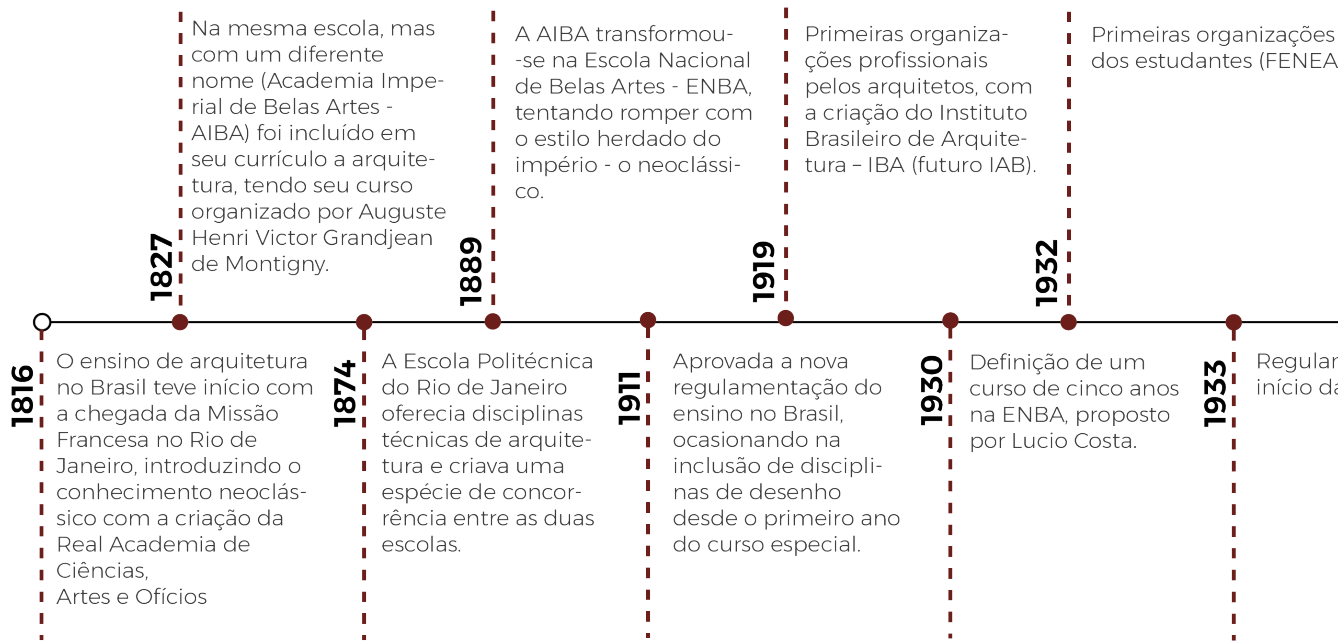 1816
O ensino de arquitetura
no Brasil teve início com
a chegada da Missão
Francesa no Rio de
Janeiro, introduzindo o
conhecimento neoclás-
sico com a criação da
Real Academia de
Ciências,
Artes e Ofícios
1827
Na mesma escola, mas
com um diferente
nome (Academia Impe-
rial de Belas Artes -
AIBA) foi incluído em
seu currículo a arquite-
tura, tendo seu curso
organizado por Auguste
Henri Victor Grandjean
de Montigny.
1874
A Escola Politécnica
do Rio de Janeiro
oferecia disciplinas
técnicas de arquite-
tura e criava uma
espécie de concor-
rência entre as duas
escolas.
1889
A AIBA transformou-
-se na Escola Nacional
de Belas Artes - ENBA,
tentando romper com
o estilo herdado do
império - o neoclássi-
co.
1911
Aprovada a nova
regulamentação do
ensino no Brasil,
ocasionando na
inclusão de discipli-
nas de desenho
desde o primeiro ano
do curso especial.
1919
Primeiras organiza-
ções profissionais
pelos arquitetos, com
a criação do Instituto
Brasileiro de Arquite-
tura – IBA (futuro IAB).
1930
Definição de um
curso de cinco anos
na ENBA, proposto
por Lucio Costa.
1932
Primeiras organizações
dos estudantes (FENEA
1933
início